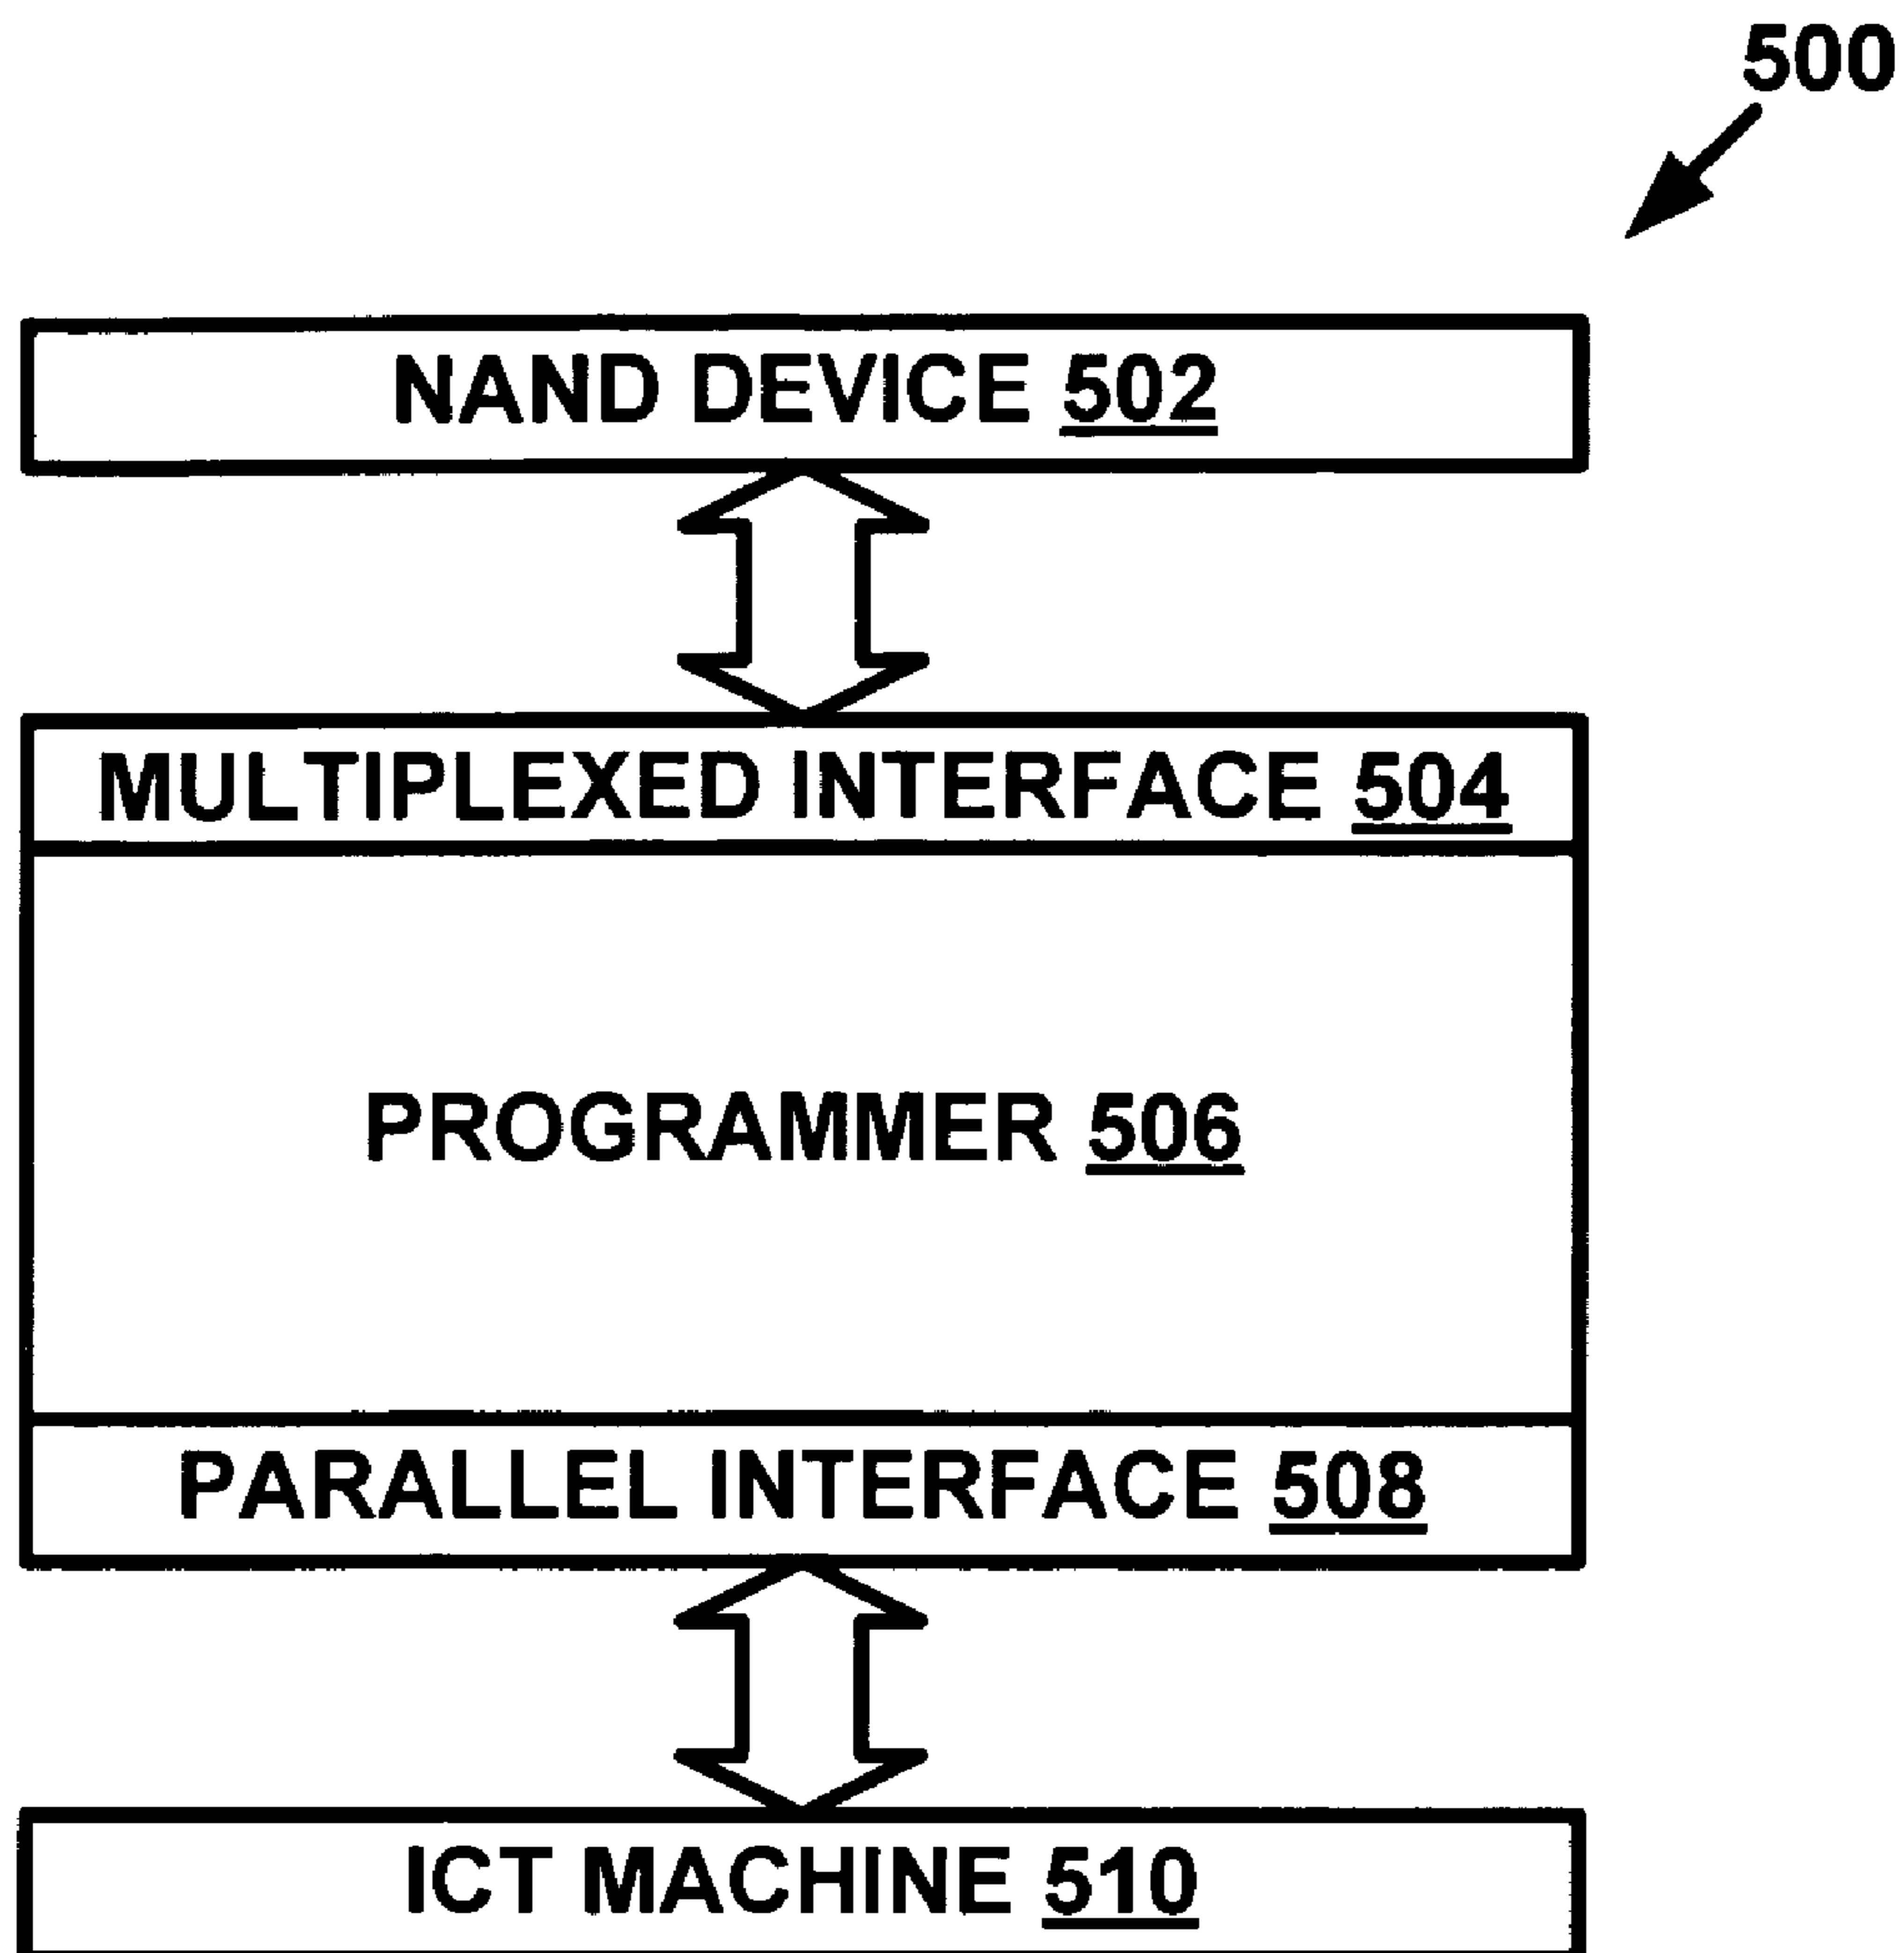 500
NAND DEVICE 502
MULTIPLEXED INTERFACE 504
PROGRAMMER 506
PARALLEL INTERFACE 508
ICT MACHINE 510